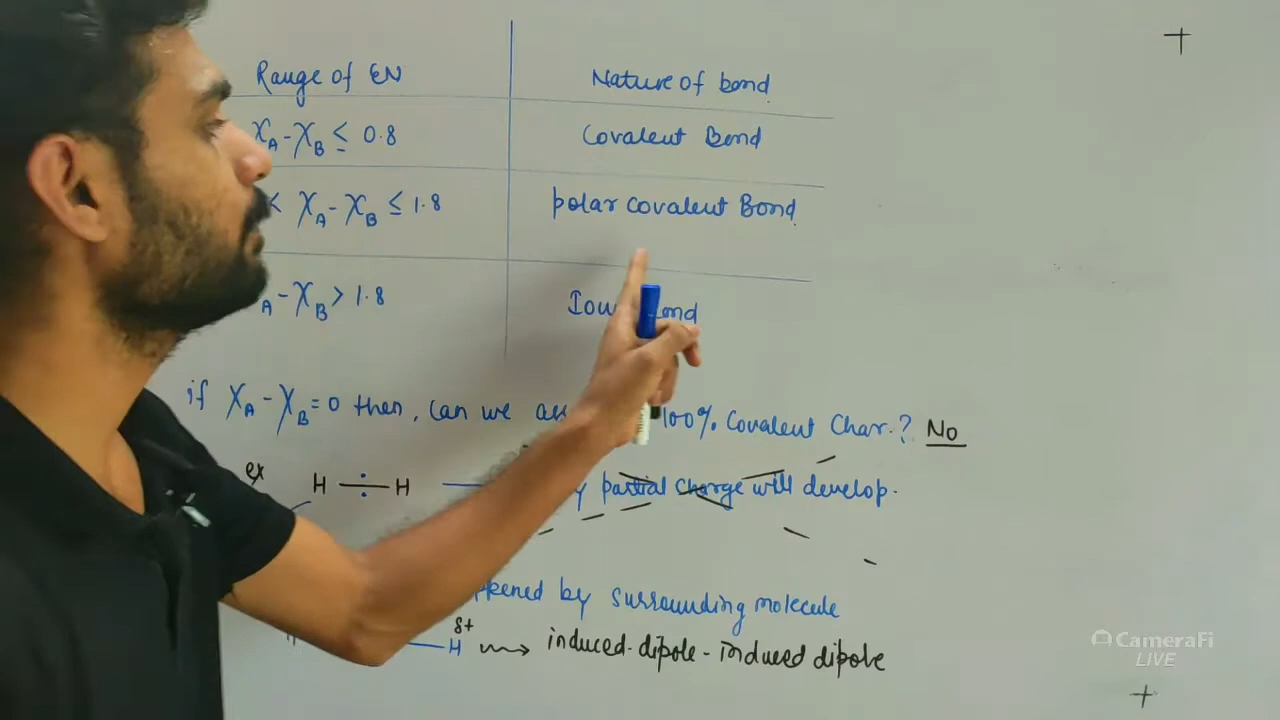 Range of EN
Nature of bond
χA - χB ≤ 0.8
Covalent Bond
< χA - χB ≤ 1.8
polar covalent Bond
A - χB > 1.8
if χA - χB = 0 then, can we 100% Covalent Char.? No
ex H : H
partial charge will develop.
by surrounding molecule
δ+
H induced-dipole - induced dipole
CameraFi
LIVE